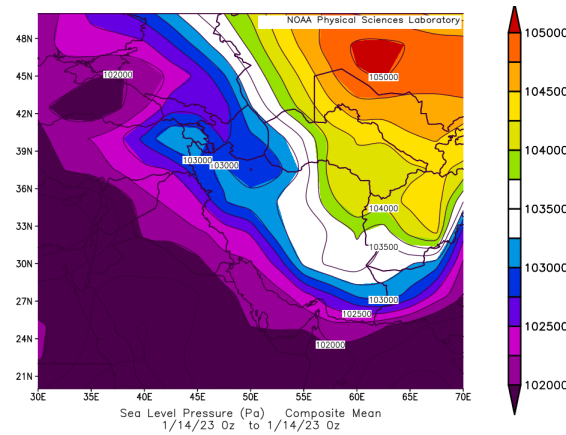 NOAA Physical Sciences Laboratory
48N
45N
42N
39N
36N
33N
30N
27N
24N
21N
102000
105000
103000
103000
104000
103500
103000
102500
102000
30E 35E 40E 45E 50E 55E 60E 65E 70E
Sea Level Pressure (Pa) Composite Mean
1/14/23 0z to 1/14/23 0z
105000
104500
104000
103500
103000
102500
102000